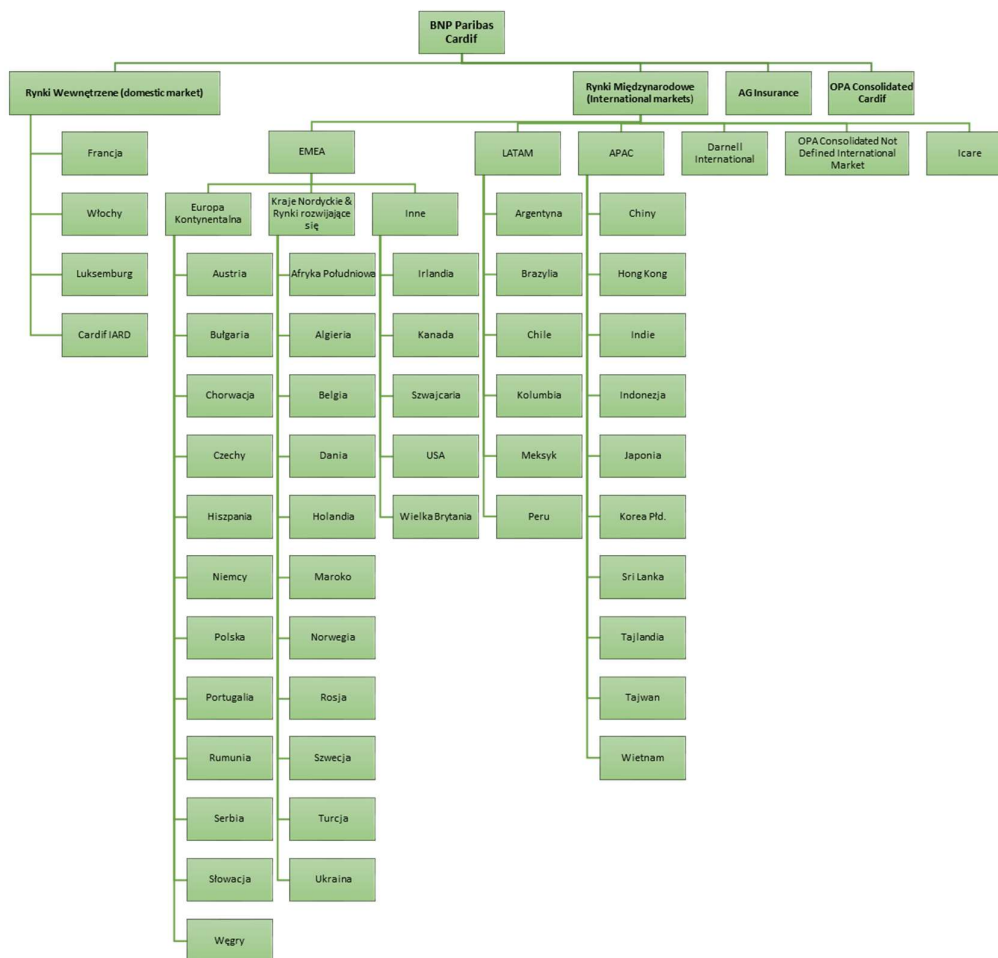 BNP Paribas
Cardif
Rynki Wewnętrzene (domestic market)
Rynki Międzynarodowe
(International markets)
AG Insurance
OPA Consolidated
Cardif
Francja
Włochy
Luksemburg
Cardif IARD
EMEA
LATAM
APAC
Darnell
International
OPA Consolidated Not
Defined International
Market
Icare
Europa
Kontynentalna
Kraje Nordyckie &
Rynki rozwijające
się
Inne
Austria
Bułgaria
Chorwacja
Czechy
Hiszpania
Niemcy
Polska
Portugalia
Rumunia
Serbia
Słowacja
Węgry
Afryka Południowa
Algieria
Belgia
Dania
Holandia
Maroko
Norwegia
Rosja
Szwecja
Turcja
Ukraina
Irlandia
Kanada
Szwajcaria
USA
Wielka Brytania
Argentyna
Brazylia
Chile
Kolumbia
Meksyk
Peru
Chiny
Hong Kong
Indie
Indonezja
Japonia
Korea Płd.
Sri Lanka
Tajlandia
Tajwan
Wietnam